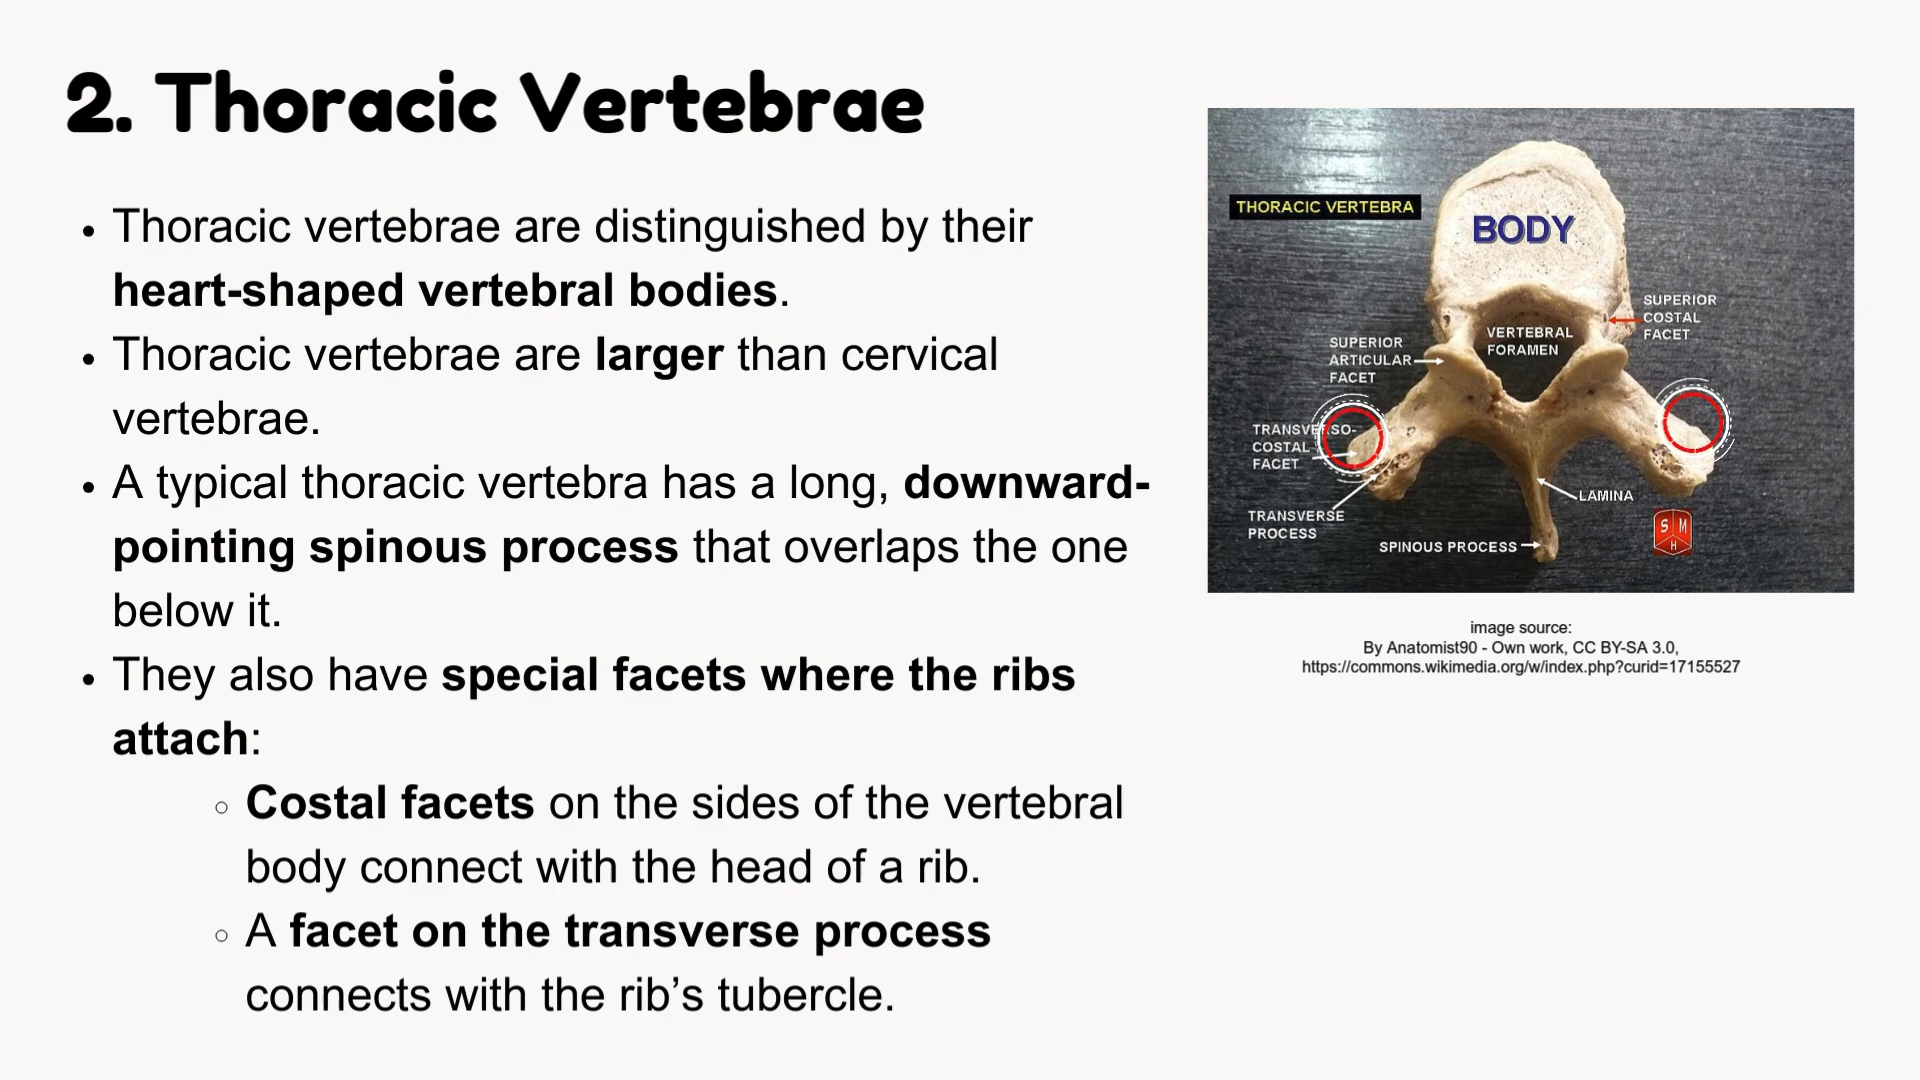 2. Thoracic Vertebrae
Thoracic vertebrae are distinguished by their
heart-shaped vertebral bodies.
Thoracic vertebrae are larger than cervical
vertebrae.
A typical thoracic vertebra has a long, downward-
pointing spinous process that overlaps the one
below it.
They also have special facets where the ribs
attach:
Costal facets on the sides of the vertebral
body connect with the head of a rib.
A facet on the transverse process
connects with the rib’s tubercle.
THORACIC VERTEBRA
BODY
SUPERIOR
COSTAL
FACET
VERTEBRAL
FORAMEN
SUPERIOR
ARTICULAR
FACET
TRANSVERSO-
COSTAL
FACET
TRANSVERSE
PROCESS
LAMINA
SPINOUS PROCESS
S M
H
image source:
By Anatomist90 - Own work, CC BY-SA 3.0,
https://commons.wikimedia.org/w/index.php?curid=17155527